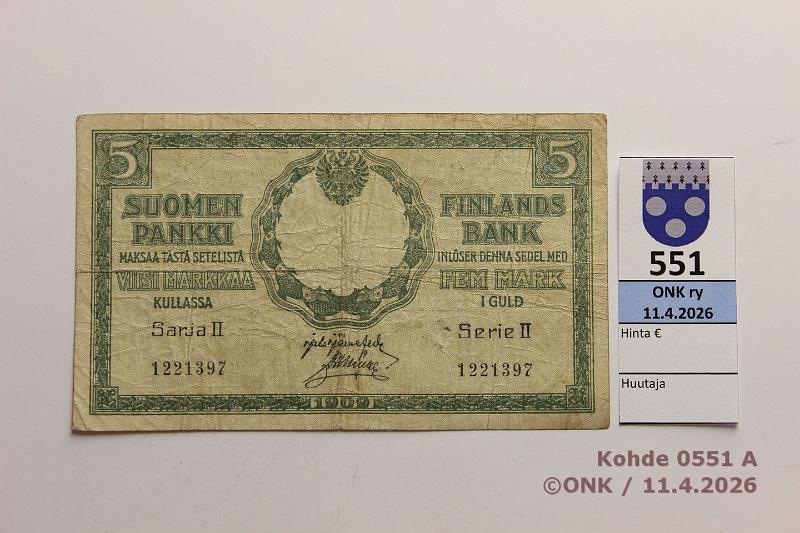 5
5
SUOMEN
PANKKI
MAKSAA TÄSTÄ SETELISTÄ
VIISI MARKKAA
KULLASSA
Sarja II
1221397
FINLANDS
BANK
INLÖSER DENNA SEDEL MED
FEM MARK
I GULD
Serie II
1221397
1909
551
ONK ry
11.4.2026
Hinta €
Huutaja
Kohde 0551 A
©ONK / 11.4.2026